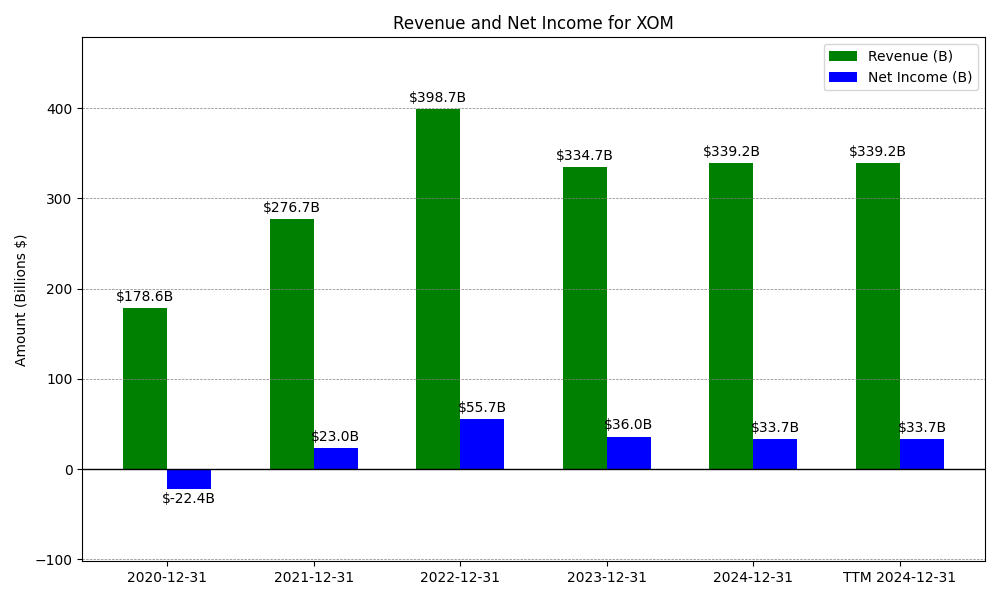 Revenue and Net Income for XOM
Revenue (B)
Net Income (B)
Amount (Billions $)
400
300
200
100
0
−100
$178.6B
$-22.4B
$276.7B
$23.0B
$398.7B
$55.7B
$334.7B
$36.0B
$339.2B
$33.7B
$339.2B
$33.7B
2020-12-31
2021-12-31
2022-12-31
2023-12-31
2024-12-31
TTM 2024-12-31